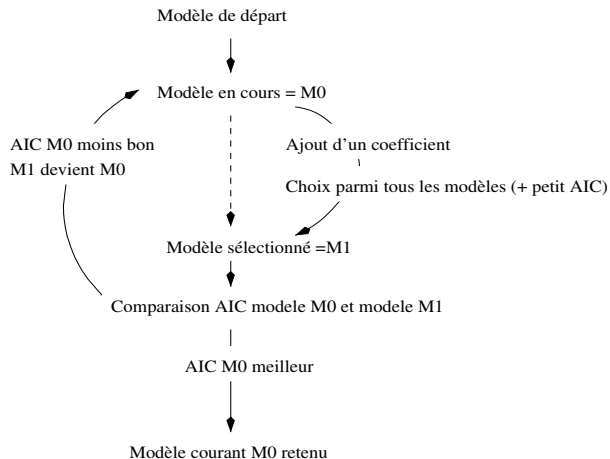 Modèle de départ
Modèle en cours = M0
AIC M0 moins bon
M1 devient M0
Ajout d'un coefficient
Choix parmi tous les modèles (+ petit AIC)
Modèle sélectionné =M1
Comparaison AIC modele M0 et modele M1
AIC M0 meilleur
Modèle courant M0 retenu